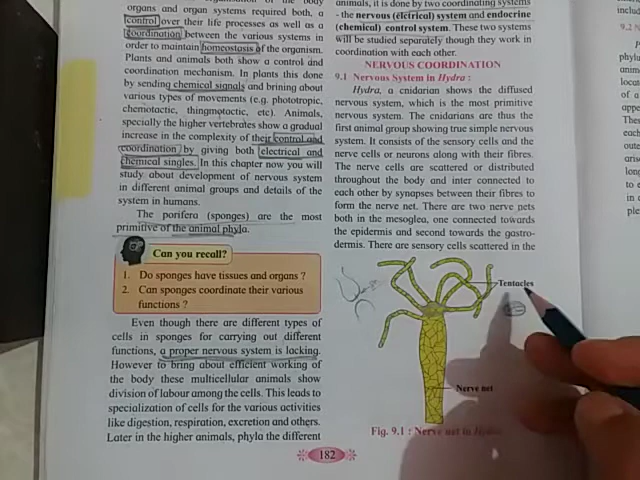 organs and organ systems required both, a
control over their life processes as well as a
coordination between the various systems in
order to maintain homeostosis of the organism.
Plants and animals both show a control and
coordination mechanism. In plants this done
by sending chemical signals and brining about
various types of movements (e.g. phototropic,
chemotactic, thingmotactic, etc). Animals,
specially the higher vertebrates show a gradual
increase in the complexity of their control and
coordination by giving both electrical and
chemical singles. In this chapter now you will
study about development of nervous system
in different animal groups and details of the
system in humans.
The porifera (sponges) are the most
primitive of the animal phyla.
Can you recall?
1. Do sponges have tissues and organs ?
2. Can sponges coordinate their various
functions ?
Even though there are different types of
cells in sponges for carrying out different
functions, a proper nervous system is lacking.
However to bring about efficient working of
the body these multicellular animals show
division of labour among the cells. This leads to
specialization of cells for the various activities
like digestion, respiration, excretion and others.
Later in the higher animals, phyla the different
animals, it is done by two coordinating systems
- the nervous (elctrical) system and endocrine
(chemical) control system. These two systems
will be studied separately though they work in
coordination with each other.
NERVOUS COORDINATION
9.1 Nervous System in Hydra :
Hydra, a cnidarian shows the diffused
nervous system, which is the most primitive
nervous system. The cnidarians are thus the
first animal group showing true simple nervous
system. It consists of the sensory cells and the
nerve cells or neurons along with their fibres.
The nerve cells are scattered or distributed
throughout the body and inter connected to
each other by synapses between their fibres to
form the nerve net. There are two nerve nets
both in the mesoglea, one connected towards
the epidermis and second towards the gastro-
dermis. There are sensory cells scattered in the
Tentacles
Nerve net
Fig. 9.1 : Nerve net in Hydra
182